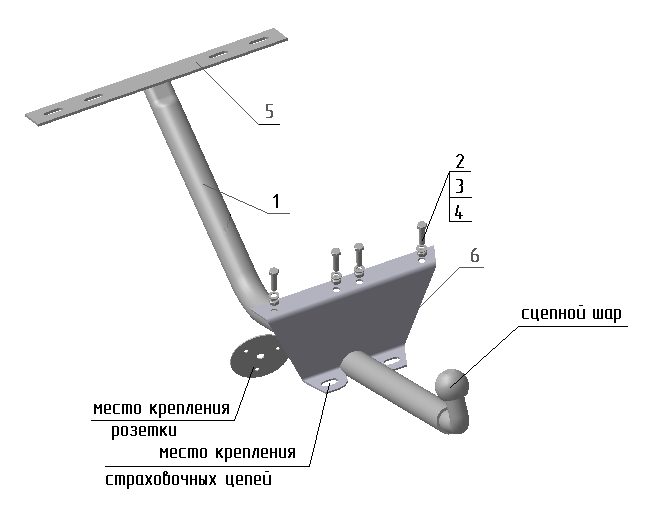 5
1
2
3
4
6
сцепной шар
место крепления
розетки
место крепления
страховочных цепей